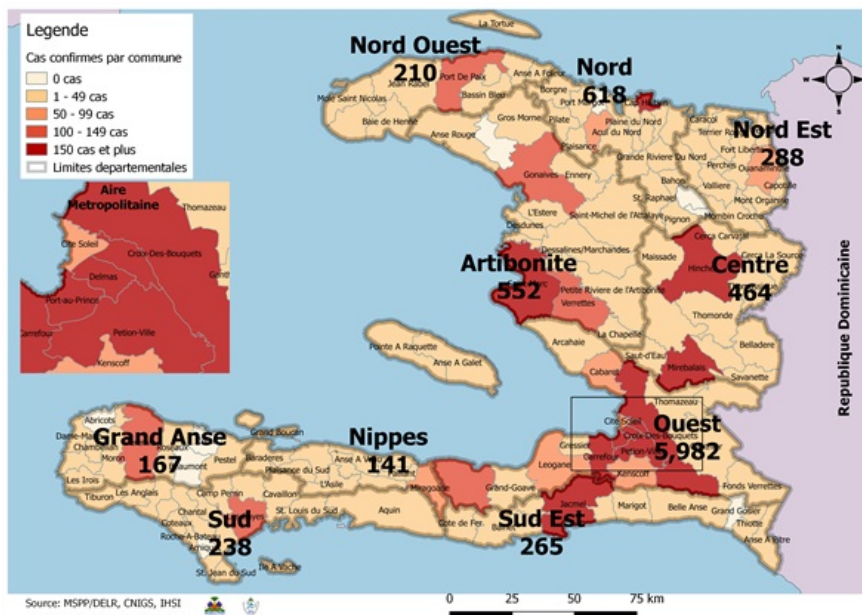 Legende
Cas confirmes par commune
0 cas
1 - 49 cas
50 - 99 cas
100 - 149 cas
150 cas et plus
Limites departementales
Aire
Metropolitaine
Thomazeau
Cite Soleil
Croix-Des-Bouquets
Delmas
Port-au-Prince
Petion-Ville
Carrefour
Kenscoff
La Tortue
Nord Ouest
210
Port De Paix
Jean Rabel
Mole Saint Nicolas
Bassin Bleu
Anse A Foleur
Baie de Henne
Anse Rouge
Gros Morne
Nord
618
Borgne
Pilate
Plaine du Nord
Acul du Nord
Plaisance
Grande Riviere Du Nord
Bahon
St. Raphael
Pignon
N
W
E
S
Caracol
Nord Est
288
Fort Liberte
Perches
Ouanaminthe
Capotille
Valliere
Mont Organise
Mombin Crochu
Gonaives
Ennery
Saint-Michel de l'Attalaye
L'Estere
Desdunes
Dessalines/Marchandes
Artibonite
552
Petite Riviere de l'Artibonite
Verrettes
La Chapelle
Cerca Carvajal
Cerca La Source
Maissade
Centre
464
Thomonde
Belladere
Saut-d'Eau
Mirebalais
Savanette
Republique Dominicaine
Pointe A Raquette
Anse A Galet
Arcahaie
Cabaret
Thomazeau
Cite Soleil
Ouest
5,982
Croix-Des-Bouquets
Gressier
Carrefour
Petion-Ville
Kenscoff
Leogane
Fonds Verrettes
Abricots
Grand Anse
167
Chambellan
Moron
Roseaux
Les Irois
Pestel
Grand Boucan
Baraderes
Plaisance du Sud
Nippes
141
L'Asile
Miragoane
Grand-Goave
Tiburon
Les Anglais
Camp Perrin
Cavaillon
Chantal
Coteaux
Roche-A-Bateau
St. Louis du Sud
Aquin
Sud
238
St. Jean du Sud
Ile A Vache
Cote de Fer
Bainet
Jacmel
Sud Est
265
Marigot
Belle Anse
Grand Gosier
Thiotte
Anse A Pitre
Source: MSPP/DELR, CNIGS, IHSI
0 25 50 75 km